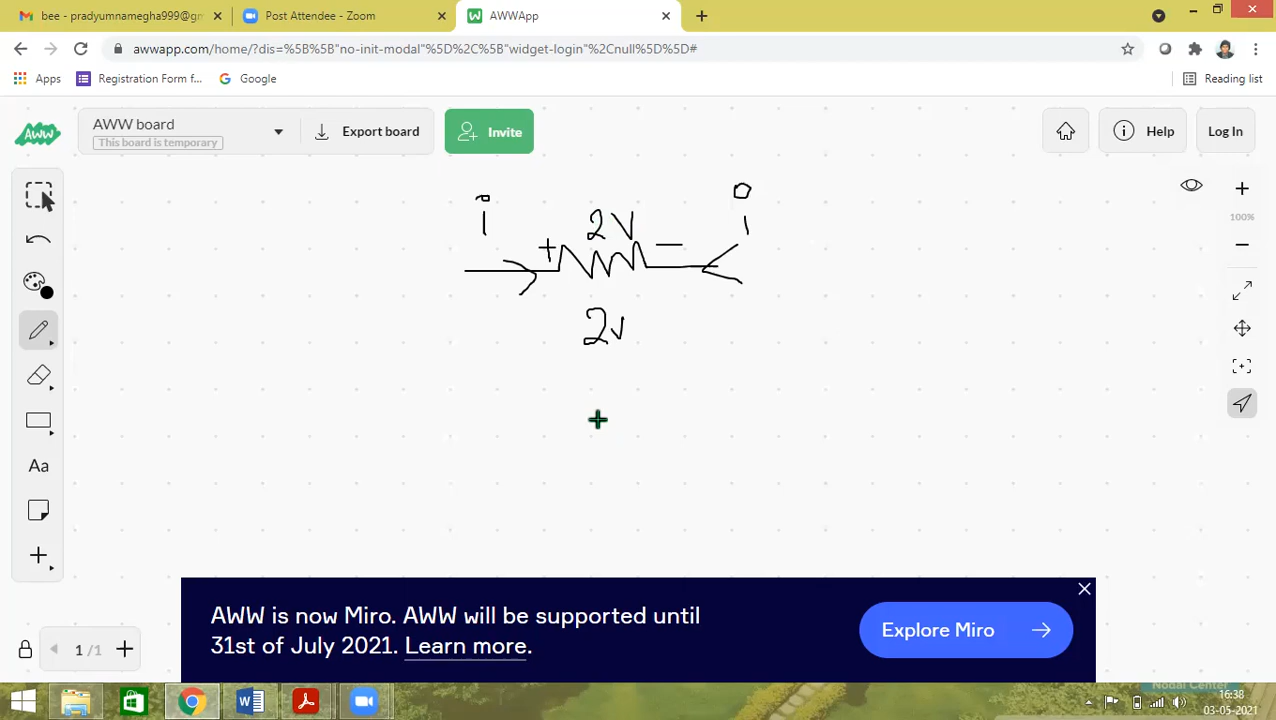 bee - pradyumnamegha999@gm
Post Attendee - Zoom
AWWApp
awwapp.com/home/?dis=%5B%5B"no-init-modal"%5D%2C%5B"widget-login"%2Cnull%5D%5D#
Apps
Registration Form f...
Google
Reading list
AWW
AWW board
This board is temporary
Export board
Invite
Help
Log In
100%
i
2V
i
+
−
2V
Aa
AWW is now Miro. AWW will be supported until
31st of July 2021. Learn more.
Explore Miro
1/1
Nodal Center
16:38
03-05-2021